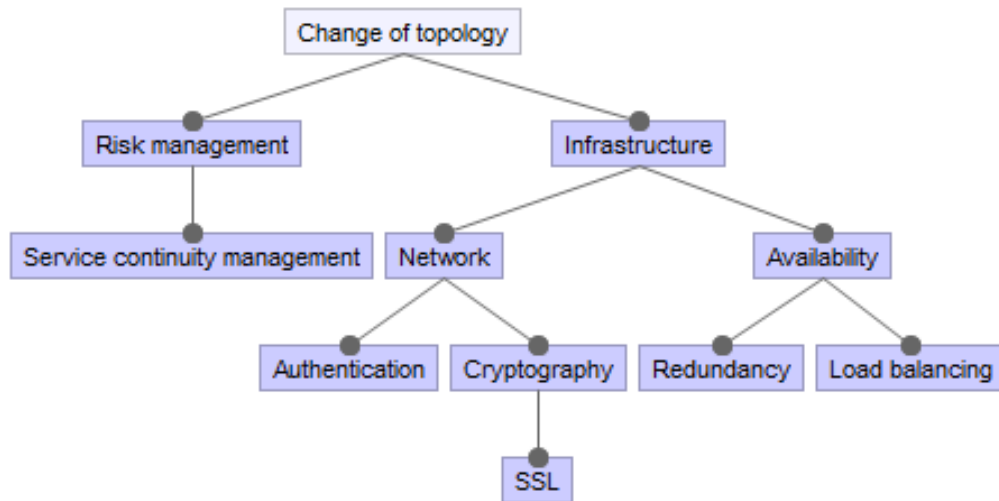 Change of topology
Risk management
Infrastructure
Service continuity management
Network
Availability
Authentication
Cryptography
Redundancy
Load balancing
SSL